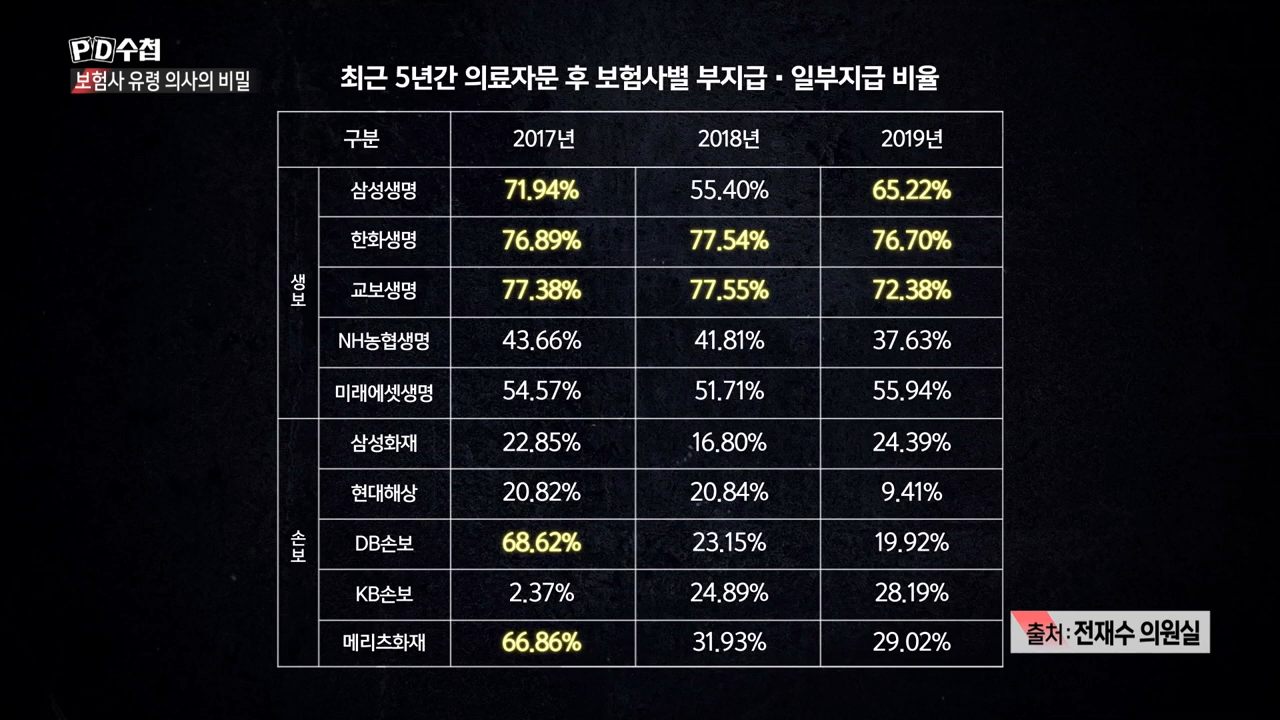 PD수첩
보험사 유령 의사의 비밀
최근 5년간 의료자문 후 보험사별 부지급·일부지급 비율
구분 2017년 2018년 2019년
생보
삼성생명 71.94% 55.40% 65.22%
한화생명 76.89% 77.54% 76.70%
교보생명 77.38% 77.55% 72.38%
NH농협생명 43.66% 41.81% 37.63%
미래에셋생명 54.57% 51.71% 55.94%
손보
삼성화재 22.85% 16.80% 24.39%
현대해상 20.82% 20.84% 9.41%
DB손보 68.62% 23.15% 19.92%
KB손보 2.37% 24.89% 28.19%
메리츠화재 66.86% 31.93% 29.02%
출처 : 전재수 의원실